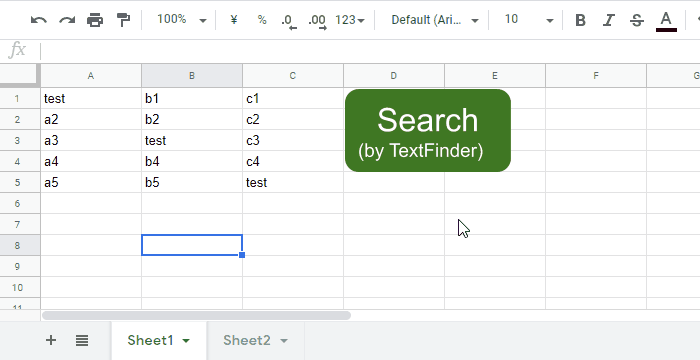 100% ¥ % .0 .00 123 Default (Ari... 10 B I S A
fx
A B C D E F G
1 test b1 c1
2 a2 b2 c2
3 a3 test c3
4 a4 b4 c4
5 a5 b5 test
Search
(by TextFinder)
6
7
8
9
10
11
+ Sheet1 Sheet2